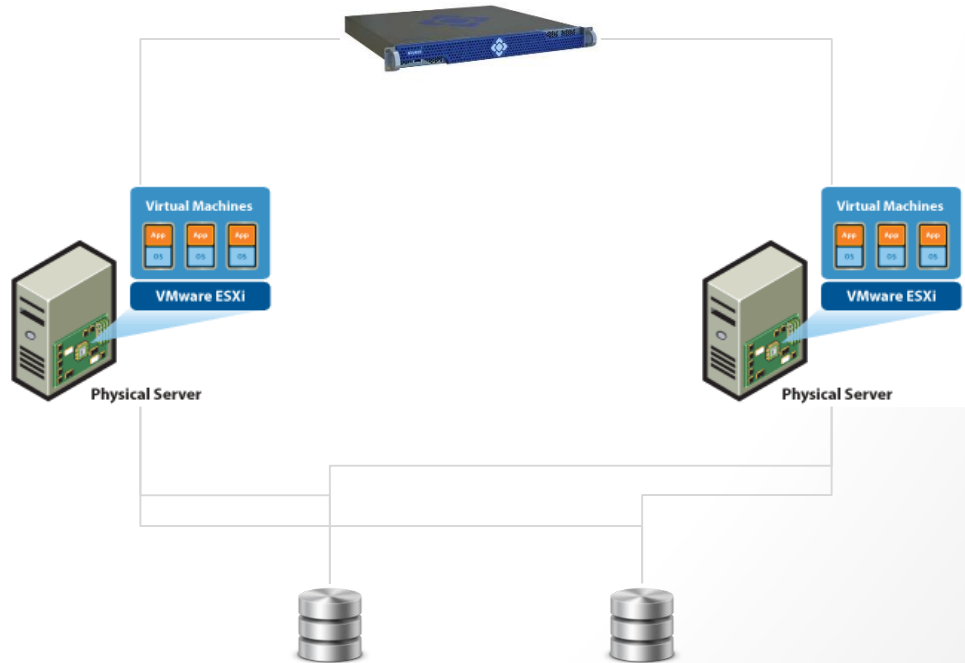 Virtual Machines
App App App
OS OS OS
VMware ESXi
Physical Server
Virtual Machines
App App App
OS OS OS
VMware ESXi
Physical Server